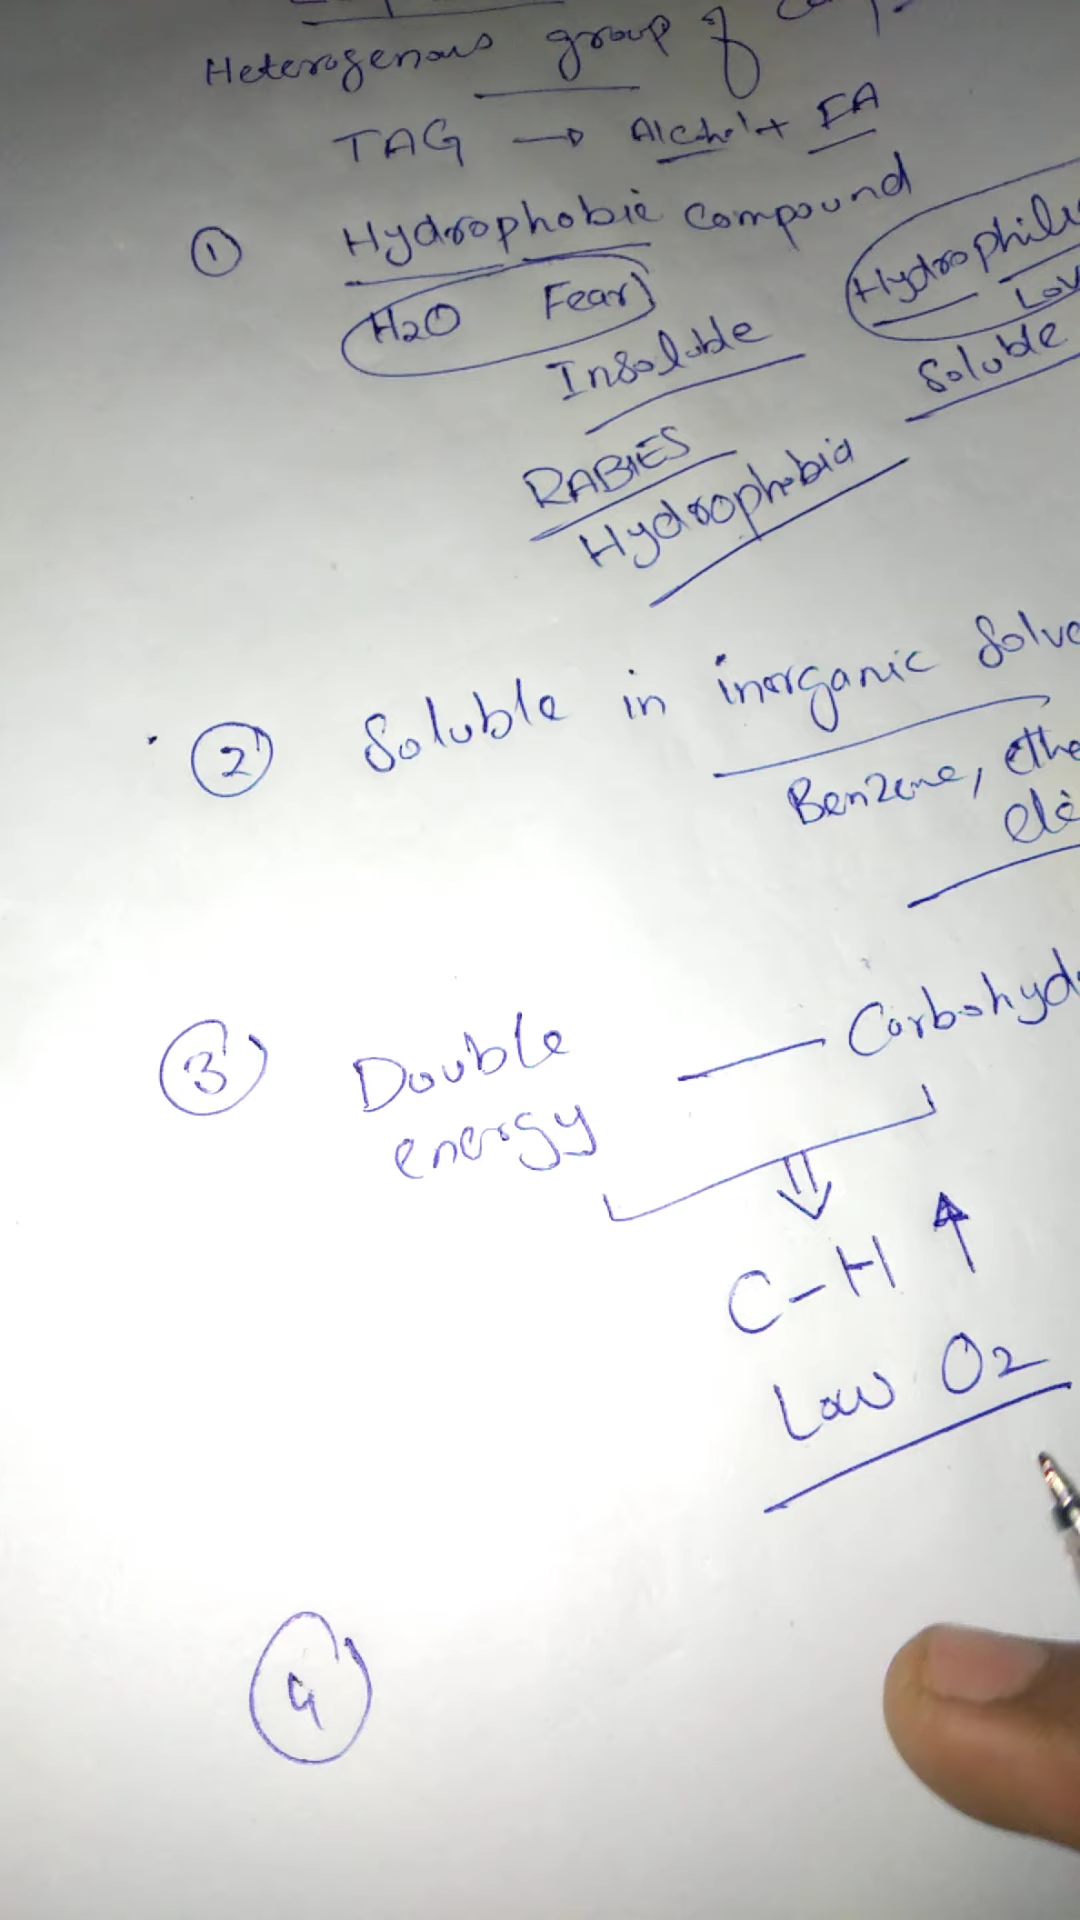 Heterogenous group of
TAG → Alcohol + FA
① Hydrophobic compound
H2O Fear
Hydrophilic
Insoluble
Soluble
RABIES
Hydrophobia
② Soluble in inorganic
Benzene,
③ Double — 
energy
C-H ↑
Low O2
④